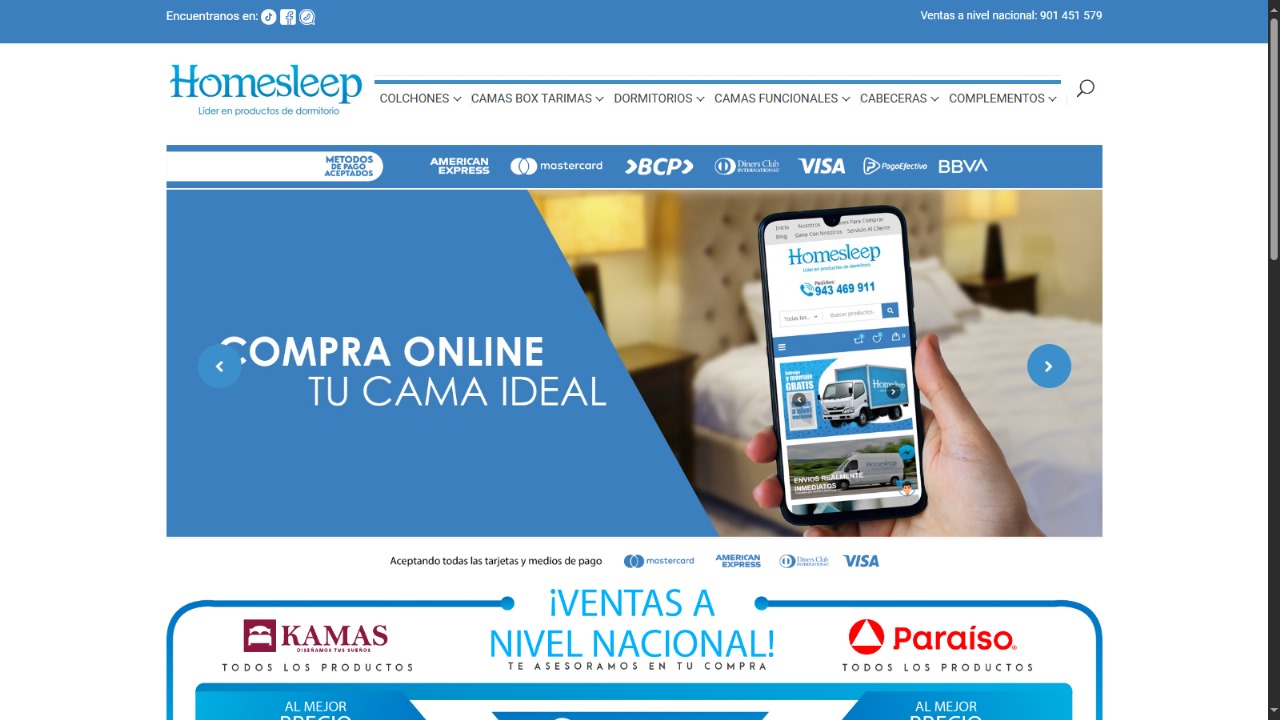 Encuentranos en:
Ventas a nivel nacional: 901 451 579
Homesleep
Líder en productos de dormitorio
COLCHONES CAMAS BOX TARIMAS DORMITORIOS CAMAS FUNCIONALES CABECERAS COMPLEMENTOS
METODOS
DE PAGO
ACEPTADOS
AMERICAN
EXPRESS
mastercard
BCP
Diners Club
INTERNATIONAL
VISA
PagoEfectivo
BBVA
COMPRA ONLINE
TU CAMA IDEAL
Inicio Nosotros Para Comprar
Blog Gana Con Nosotros Servicio Al Cliente
Homesleep
Líder en productos de dormitorio
Pedidos:
943 469 911
Buscar productos
GRATIS
ENVIOS REALMENTE
INMEDIATOS
Aceptando todas las tarjetas y medios de pago
mastercard
AMERICAN
EXPRESS
Diners Club
INTERNATIONAL
VISA
¡VENTAS A
NIVEL NACIONAL!
TE ASESORAMOS EN TU COMPRA
KAMAS
DISEÑAMOS TUS SUEÑOS
TODOS LOS PRODUCTOS
Paraíso
TODOS LOS PRODUCTOS
AL MEJOR
PRECIO
AL MEJOR
PRECIO